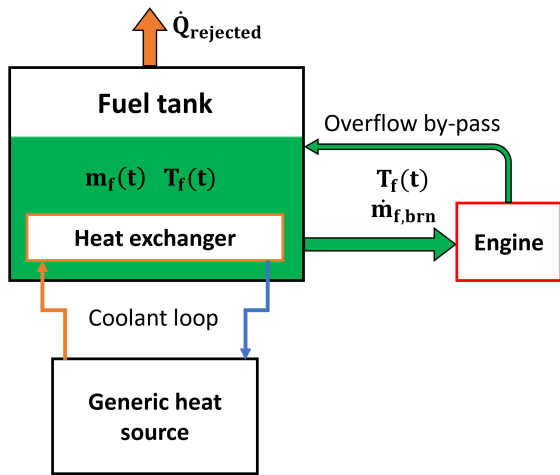 Q̇rejected
Fuel tank
Overflow by-pass
mf(t) Tf(t)
Tf(t)
ṁf,brn
Heat exchanger
Engine
Coolant loop
Generic heat
source